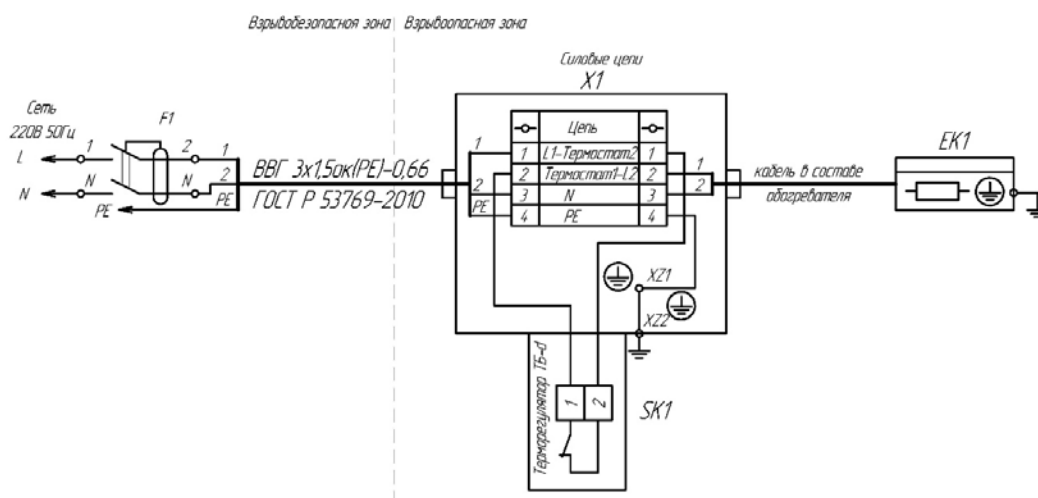 Взрывобезопасная зона
Взрывоопасная зона
Силовые цепи
X1
Сеть
220В 50Гц
F1
L
1
2
1
N
N
N
2
PE
PE
ВВГ 3х1,5ок(PE)-0,66
ГОСТ Р 53769-2010
1
2
PE
Цепь
1
L1-Термостат2
1
2
Термостат1-L2
2
3
N
3
4
PE
4
1
2
кабель в составе
обогревателя
EK1
XZ1
XZ2
Терморегулятор ТБ-d
1
2
SK1